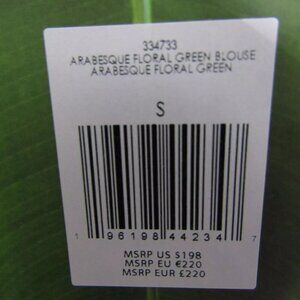 334733
ARABESQUE FLORAL GREEN BLOUSE
ARABESQUE FLORAL GREEN
S
1 96198 44234 7
MSRP US $198
MSRP EU €220
MSRP EUR £220